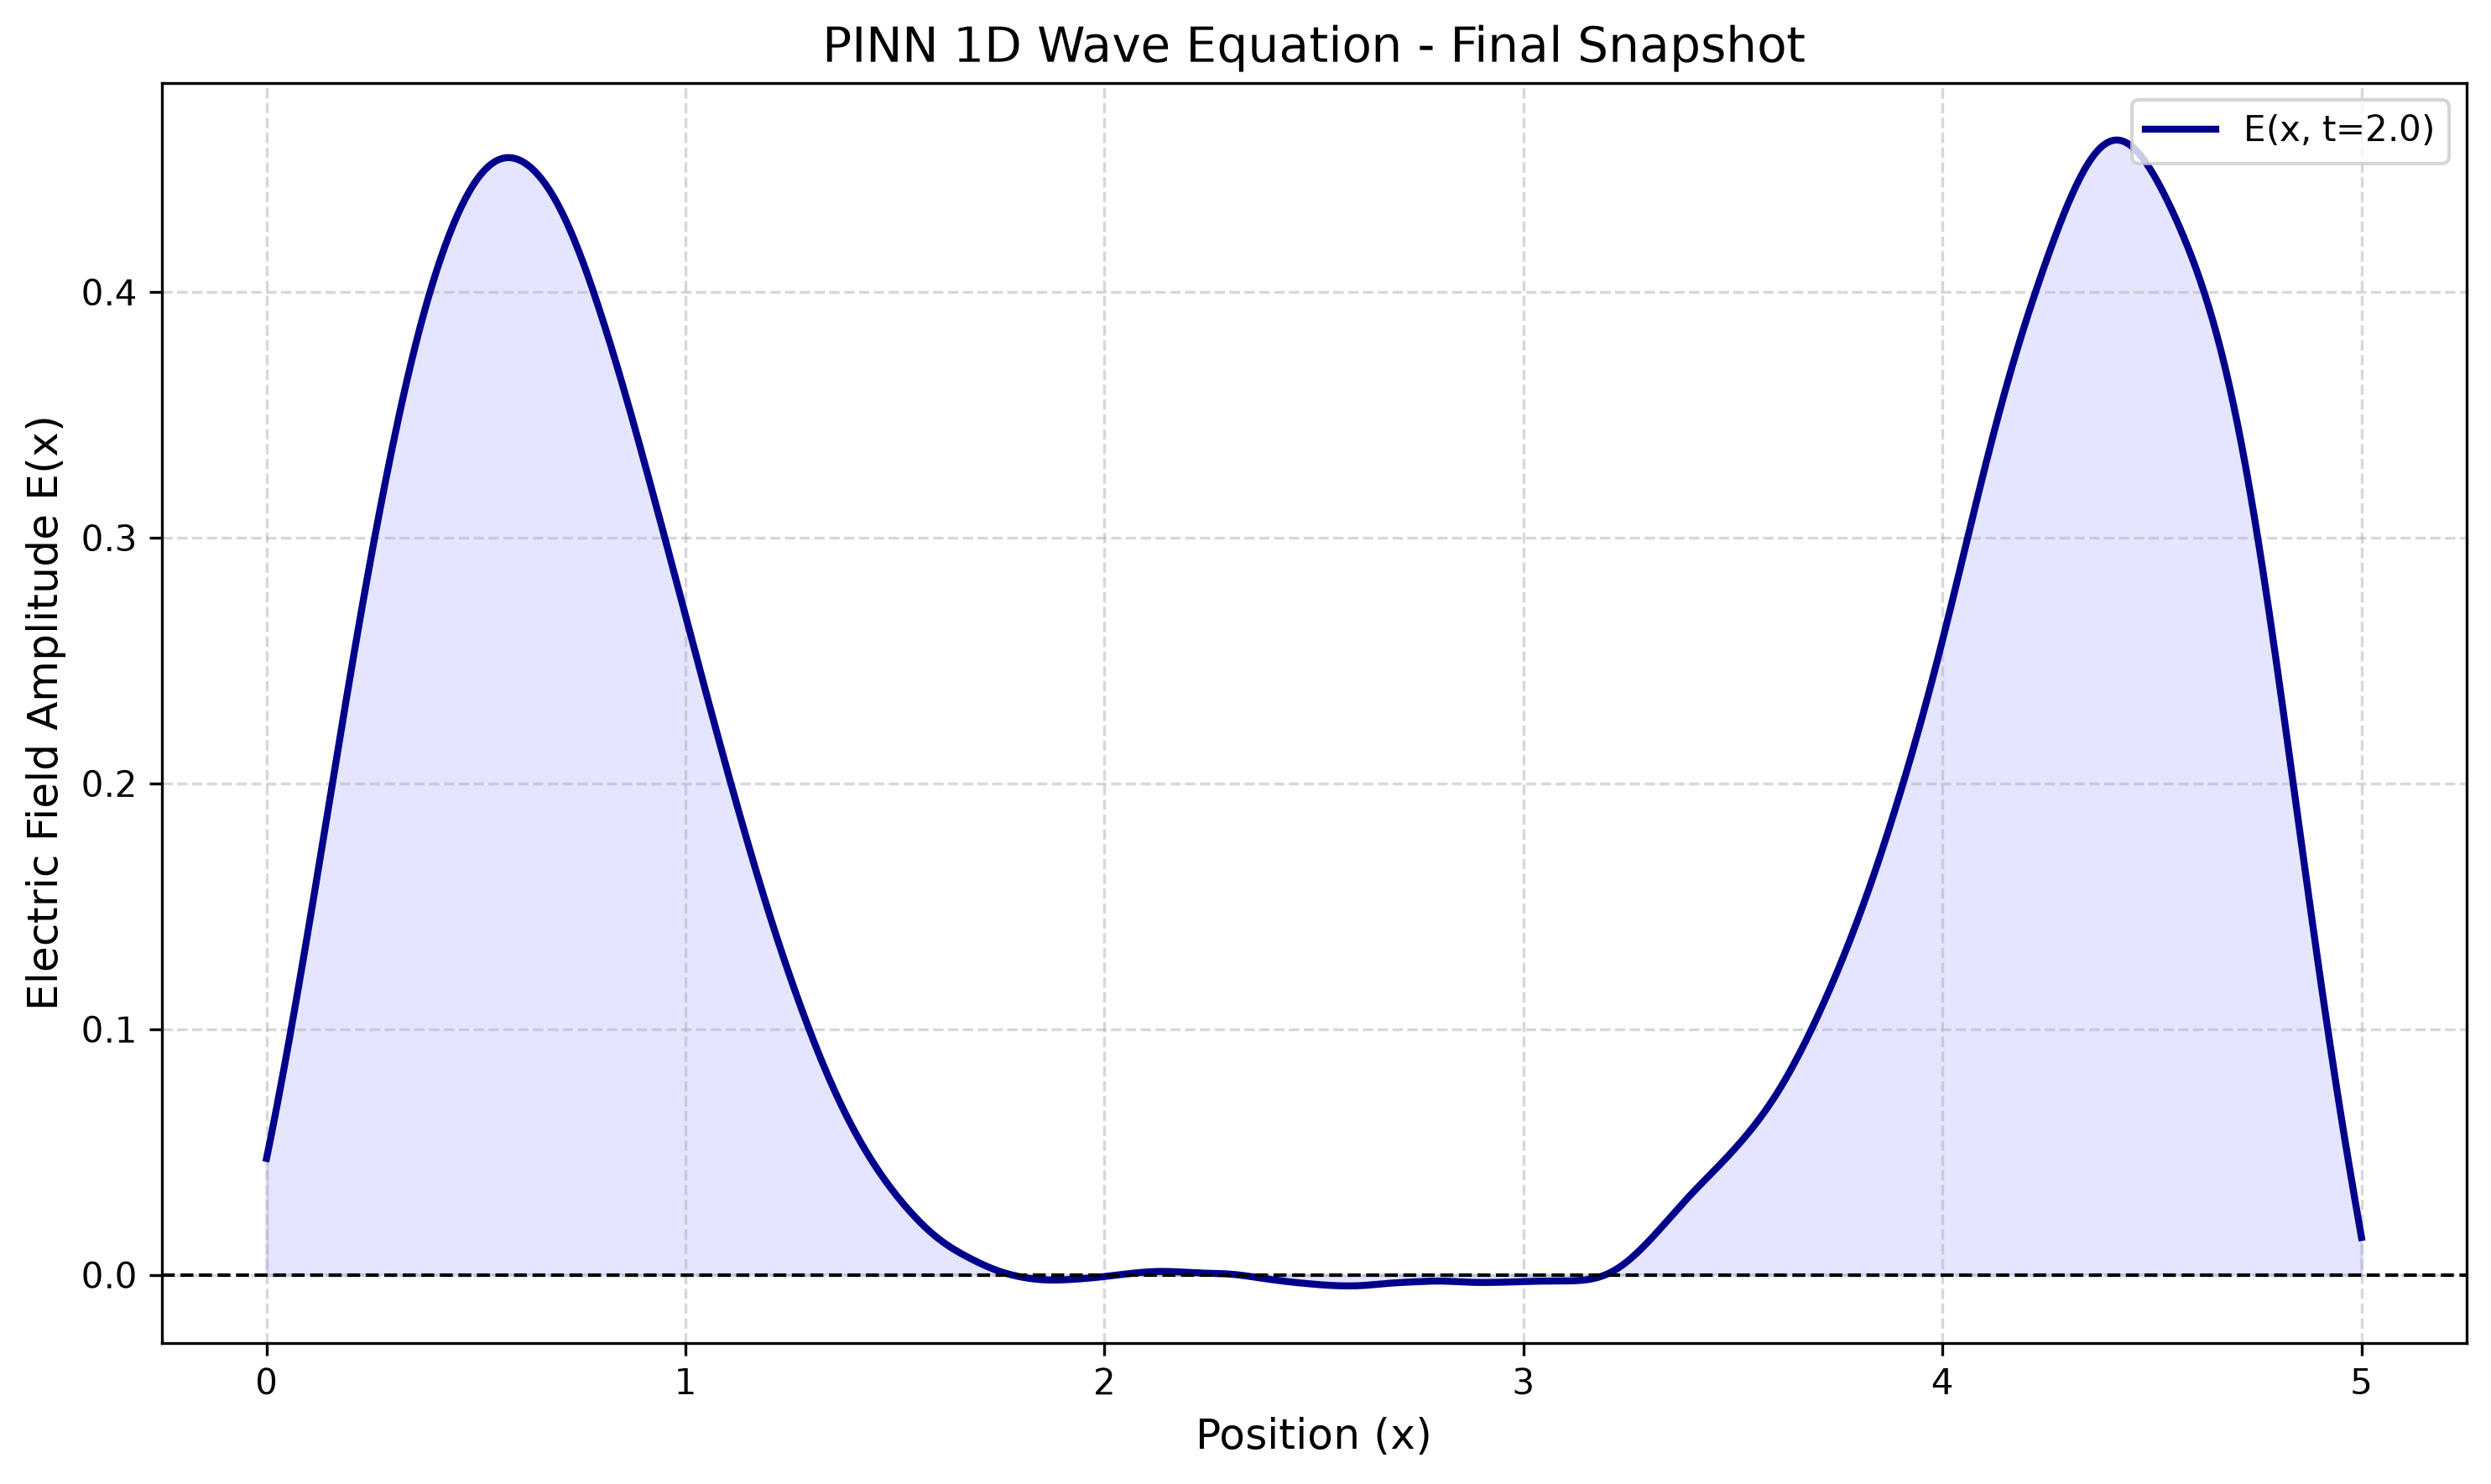 PINN 1D Wave Equation - Final Snapshot
E(x, t=2.0)
Electric Field Amplitude E(x)
0.4
0.3
0.2
0.1
0.0
0 1 2 3 4 5
Position (x)